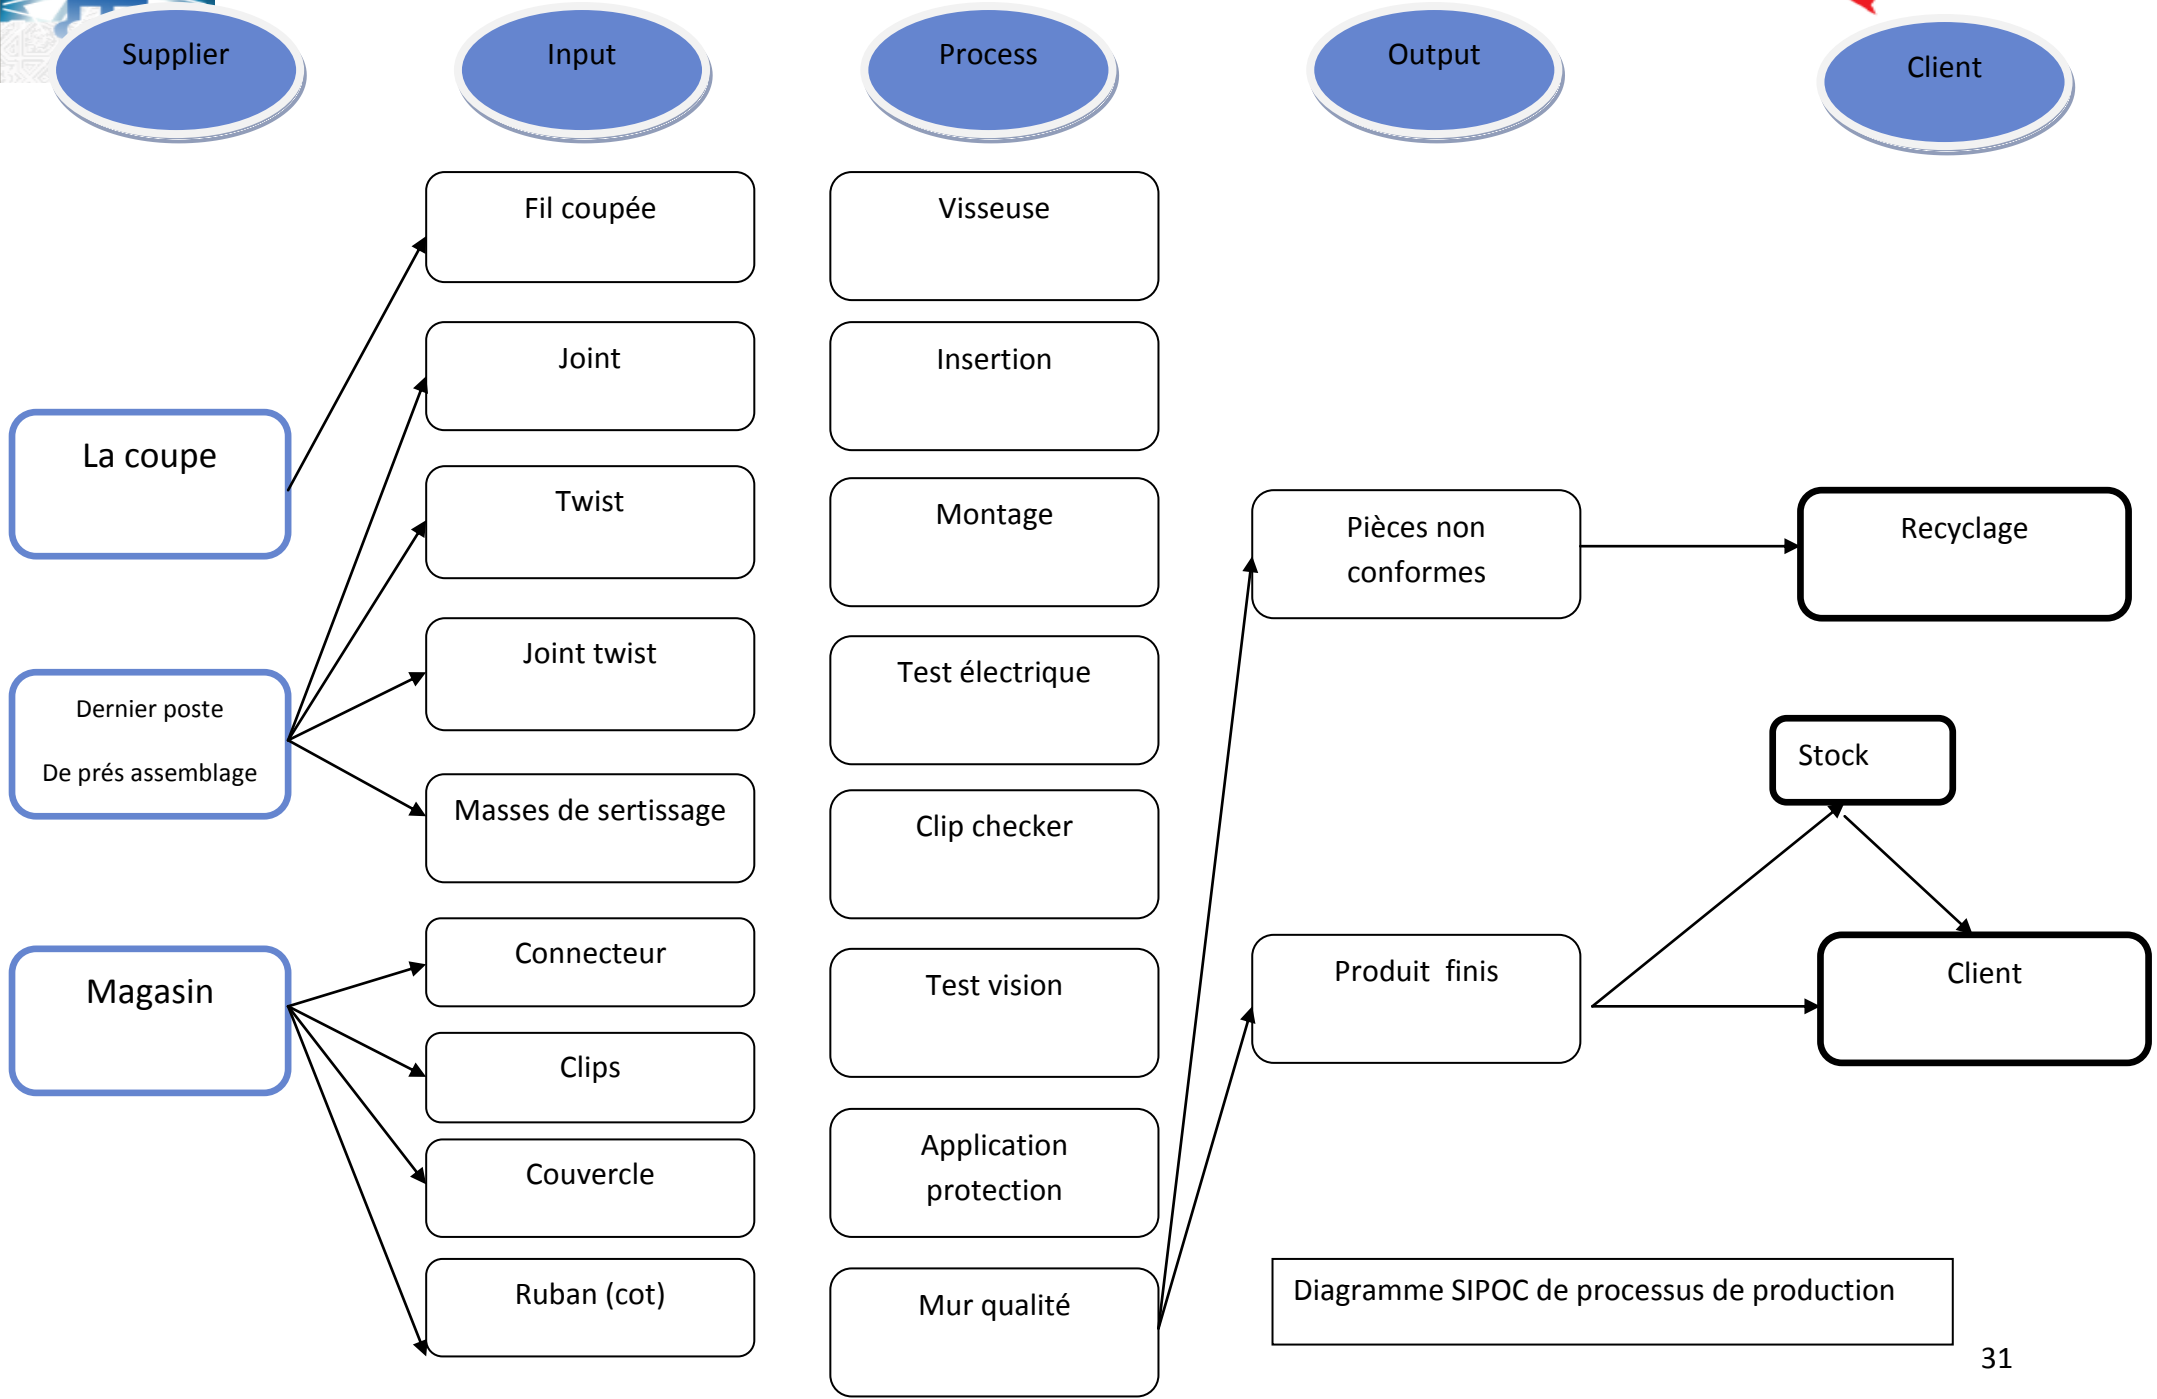 Supplier
Input
Process
Output
Client
La coupe
Dernier poste
De prés assemblage
Magasin
Fil coupée
Joint
Twist
Joint twist
Masses de sertissage
Connecteur
Clips
Couvercle
Ruban (cot)
Visseuse
Insertion
Montage
Test électrique
Clip checker
Test vision
Application
protection
Mur qualité
Pièces non
conformes
Produit  finis
Recyclage
Stock
Client
Diagramme SIPOC de processus de production
31